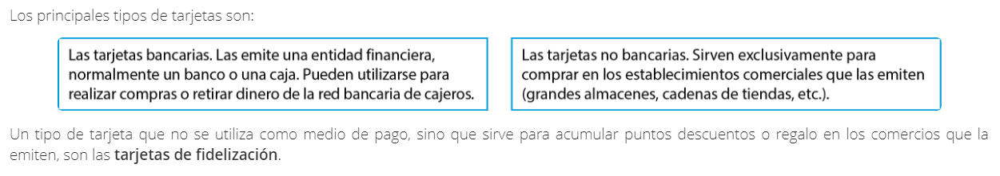 Los principales tipos de tarjetas son:
Las tarjetas bancarias. Las emite una entidad financiera,
normalmente un banco o una caja. Pueden utilizarse para
realizar compras o retirar dinero de la red bancaria de cajeros.
Las tarjetas no bancarias. Sirven exclusivamente para
comprar en los establecimientos comerciales que las emiten
(grandes almacenes, cadenas de tiendas, etc.).
Un tipo de tarjeta que no se utiliza como medio de pago, sino que sirve para acumular puntos descuentos o regalo en los comercios que la
emiten, son las tarjetas de fidelización.